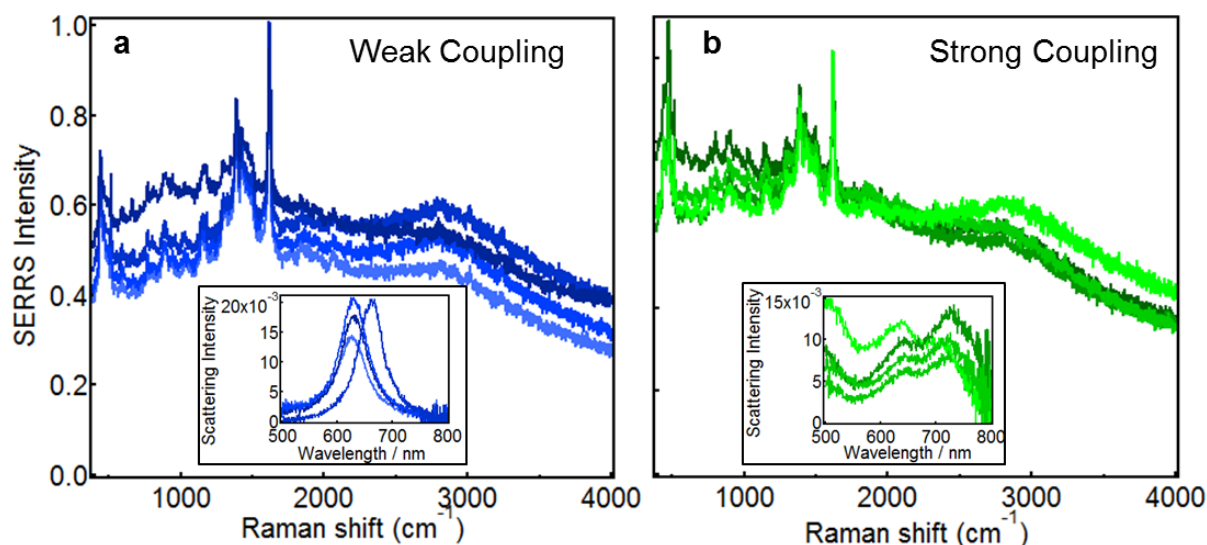 a
Weak Coupling
SERRS Intensity
1.0
0.8
0.6
0.4
0.2
0.0
1000
2000
3000
4000
Raman shift (cm-1)
Scattering Intensity
20x10-3
15
10
5
0
500
600
700
800
Wavelength / nm
b
Strong Coupling
1000
2000
3000
4000
Raman shift (cm-1)
Scattering Intensity
15x10-3
10
5
0
500
600
700
800
Wavelength / nm